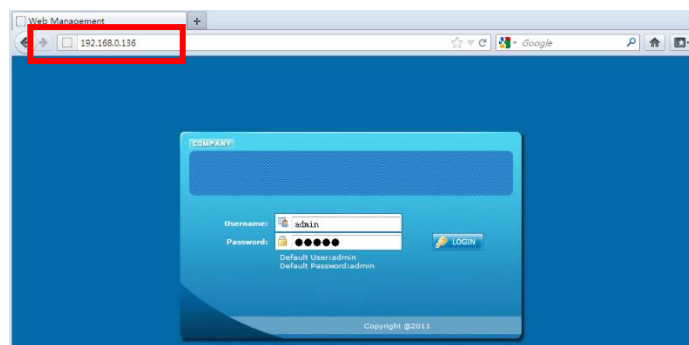 Web Management
192.168.0.136
Google
COMPANY
Username: admin
Password: ●●●●●
LOGIN
Default User:admin
Default Password:admin
Copyright @2011